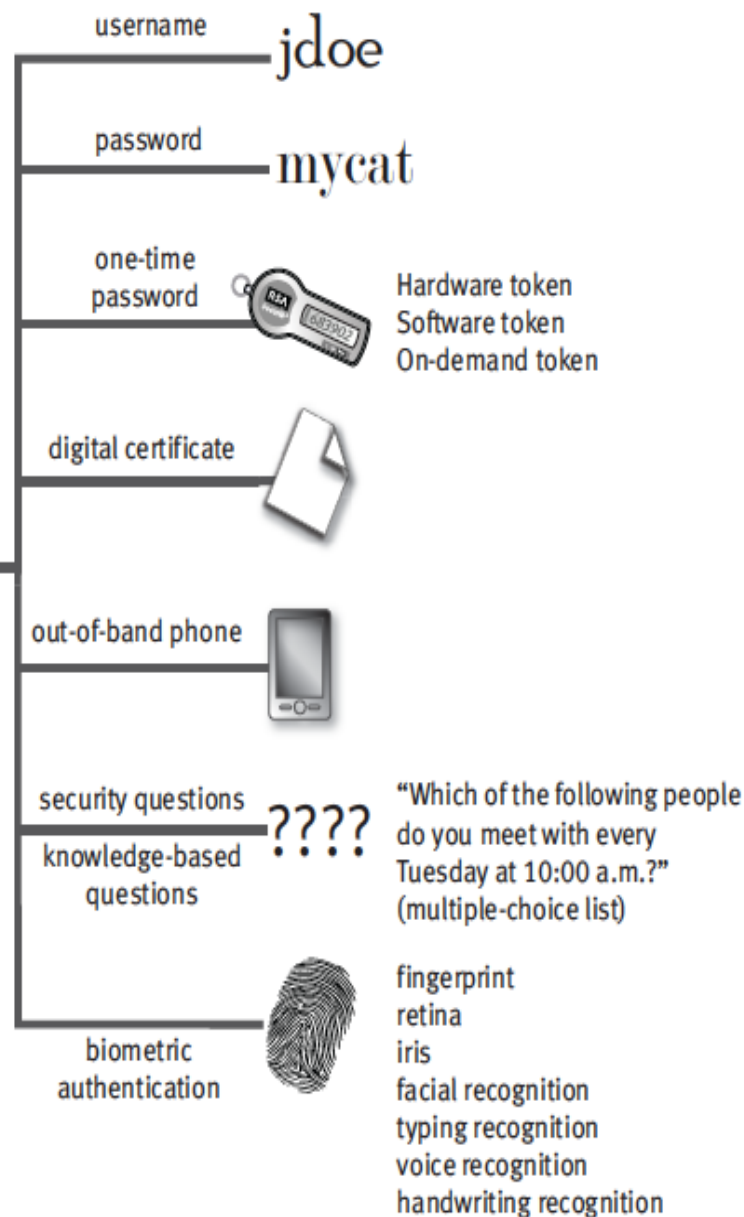 username
jdoe
password
mycat
one-time
password
RSA
683902
Hardware token
Software token
On-demand token
digital certificate
out-of-band phone
security questions
????
knowledge-based
questions
“Which of the following people
do you meet with every
Tuesday at 10:00 a.m.?”
(multiple-choice list)
biometric
authentication
fingerprint
retina
iris
facial recognition
typing recognition
voice recognition
handwriting recognition